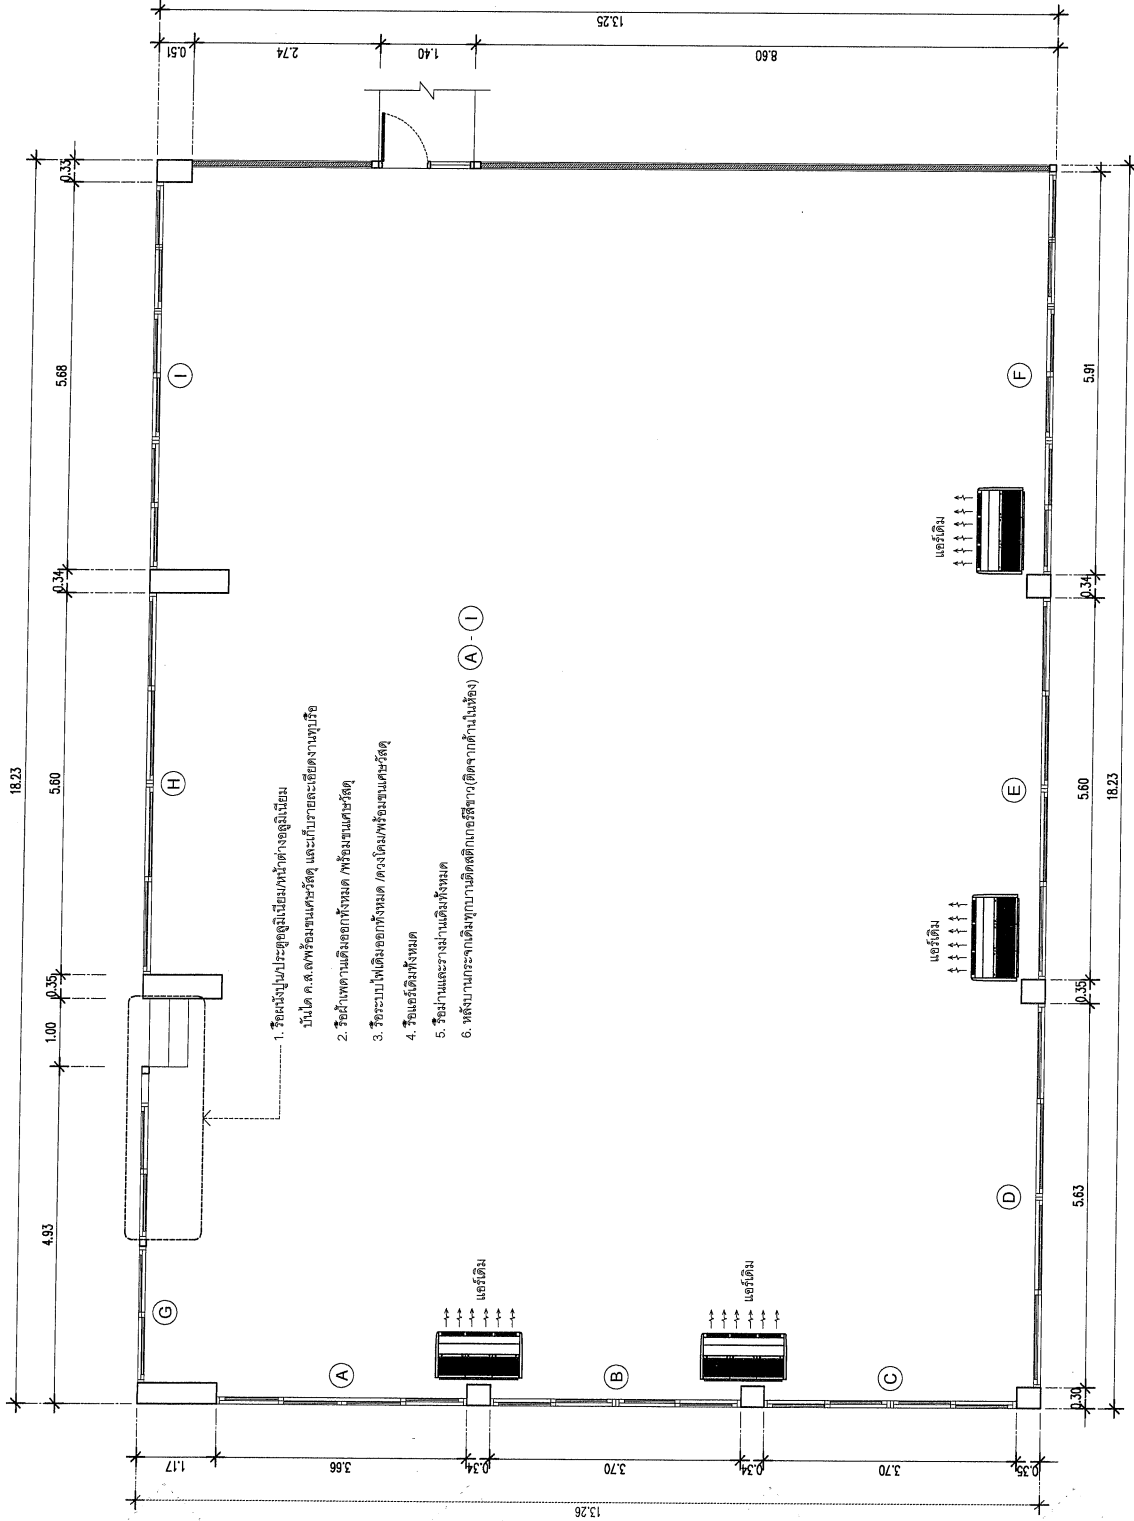 18.23
4.93
1.00
0.35
5.60
0.34
5.68
0.33
G
H
I
1. รื้อผนังปูน/ประตูอลูมิเนียม/หน้าต่างอลูมิเนียม
บันได ค.ส.ล/พร้อมขนเศษวัสดุ และเก็บรายละเอียดงานทุบรื้อ
2. รื้อฝ้าเพดานเดิมออกทั้งหมด /พร้อมขนเศษวัสดุ
3. รื้อระบบไฟเดิมออกทั้งหมด /ดวงโคม/พร้อมขนเศษวัสดุ
4. รื้อแอร์เดิมทั้งหมด
5. รื้อม่านและรางม่านเดิมทั้งหมด
6. หลังบานกระจกเดิมทุกบานติดสติกเกอร์สีขาว(ติดจากด้านในห้อง) A - I
13.26
1.17
3.66
0.34
3.70
0.34
3.70
0.35
A
B
C
แอร์เดิม
แอร์เดิม
แอร์เดิม
แอร์เดิม
0.51
2.74
1.40
8.60
13.25
D
E
F
0.30
5.63
0.35
5.60
0.34
5.91
18.23